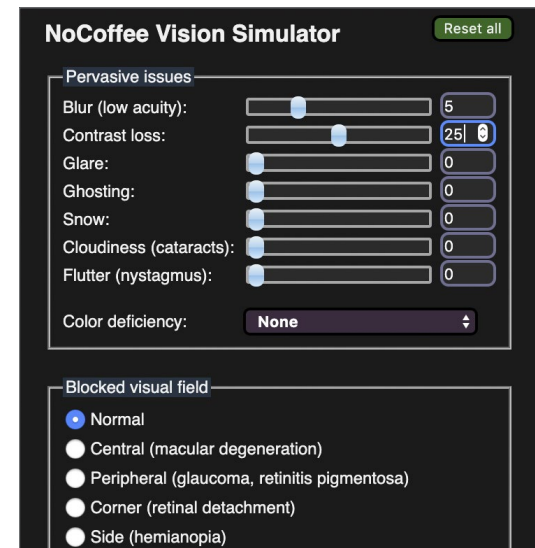 NoCoffee Vision Simulator Reset all
Pervasive issues
Blur (low acuity): 5
Contrast loss: 25
Glare: 0
Ghosting: 0
Snow: 0
Cloudiness (cataracts): 0
Flutter (nystagmus): 0
Color deficiency: None
Blocked visual field
Normal
Central (macular degeneration)
Peripheral (glaucoma, retinitis pigmentosa)
Corner (retinal detachment)
Side (hemianopia)